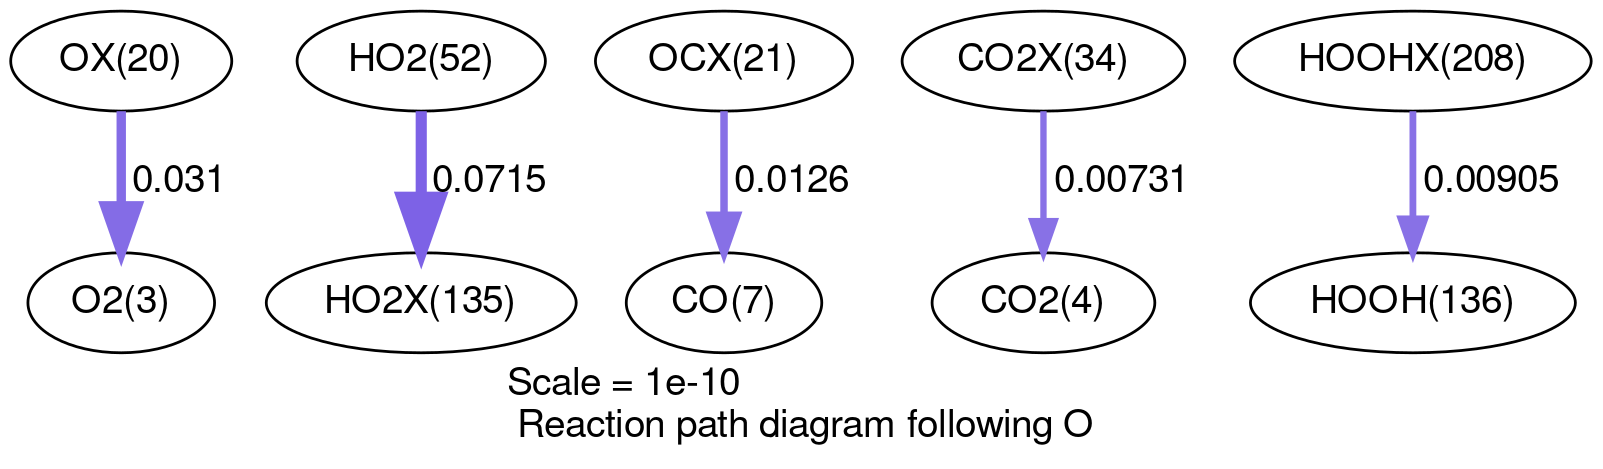 OX(20) HO2(52) OCX(21) CO2X(34) HOOHX(208)
0.031 0.0715 0.0126 0.00731 0.00905
O2(3) HO2X(135) CO(7) CO2(4) HOOH(136)
Scale = 1e-10
Reaction path diagram following O